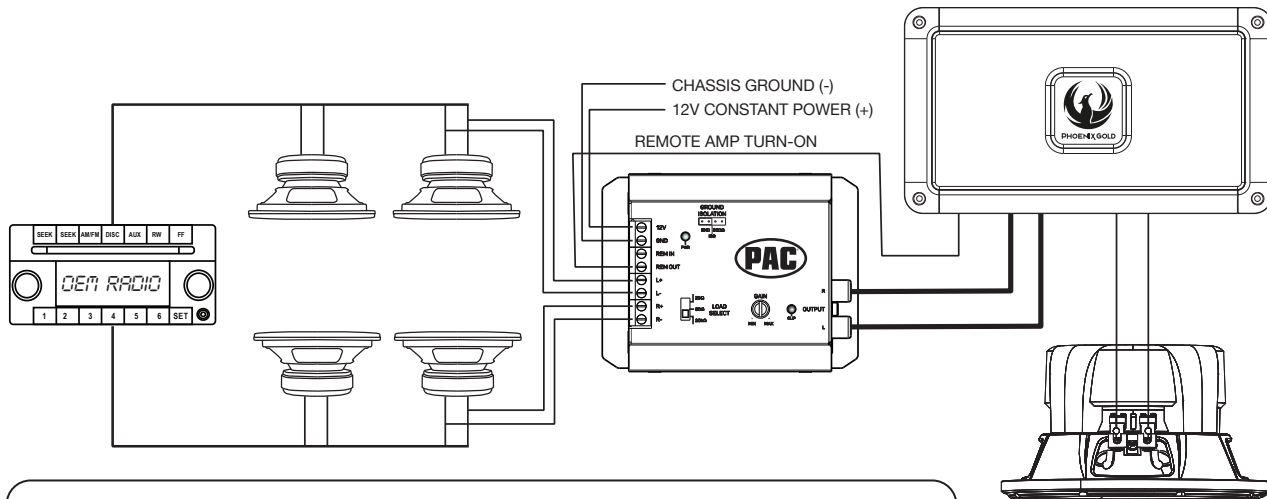 CHASSIS GROUND (-)
12V CONSTANT POWER (+)
REMOTE AMP TURN-ON
PHOENIX GOLD
SEEK SEEK AM/FM DISC AUX RW FF
OEM RADIO
1 2 3 4 5 6 SET
GROUND
ISOLATION
12V
GND
REM IN
REM OUT
L+
L-
R+
R-
PWR
PAC
LOAD
SELECT
GAIN
MIN MAX
CLIP
OUTPUT
R
L